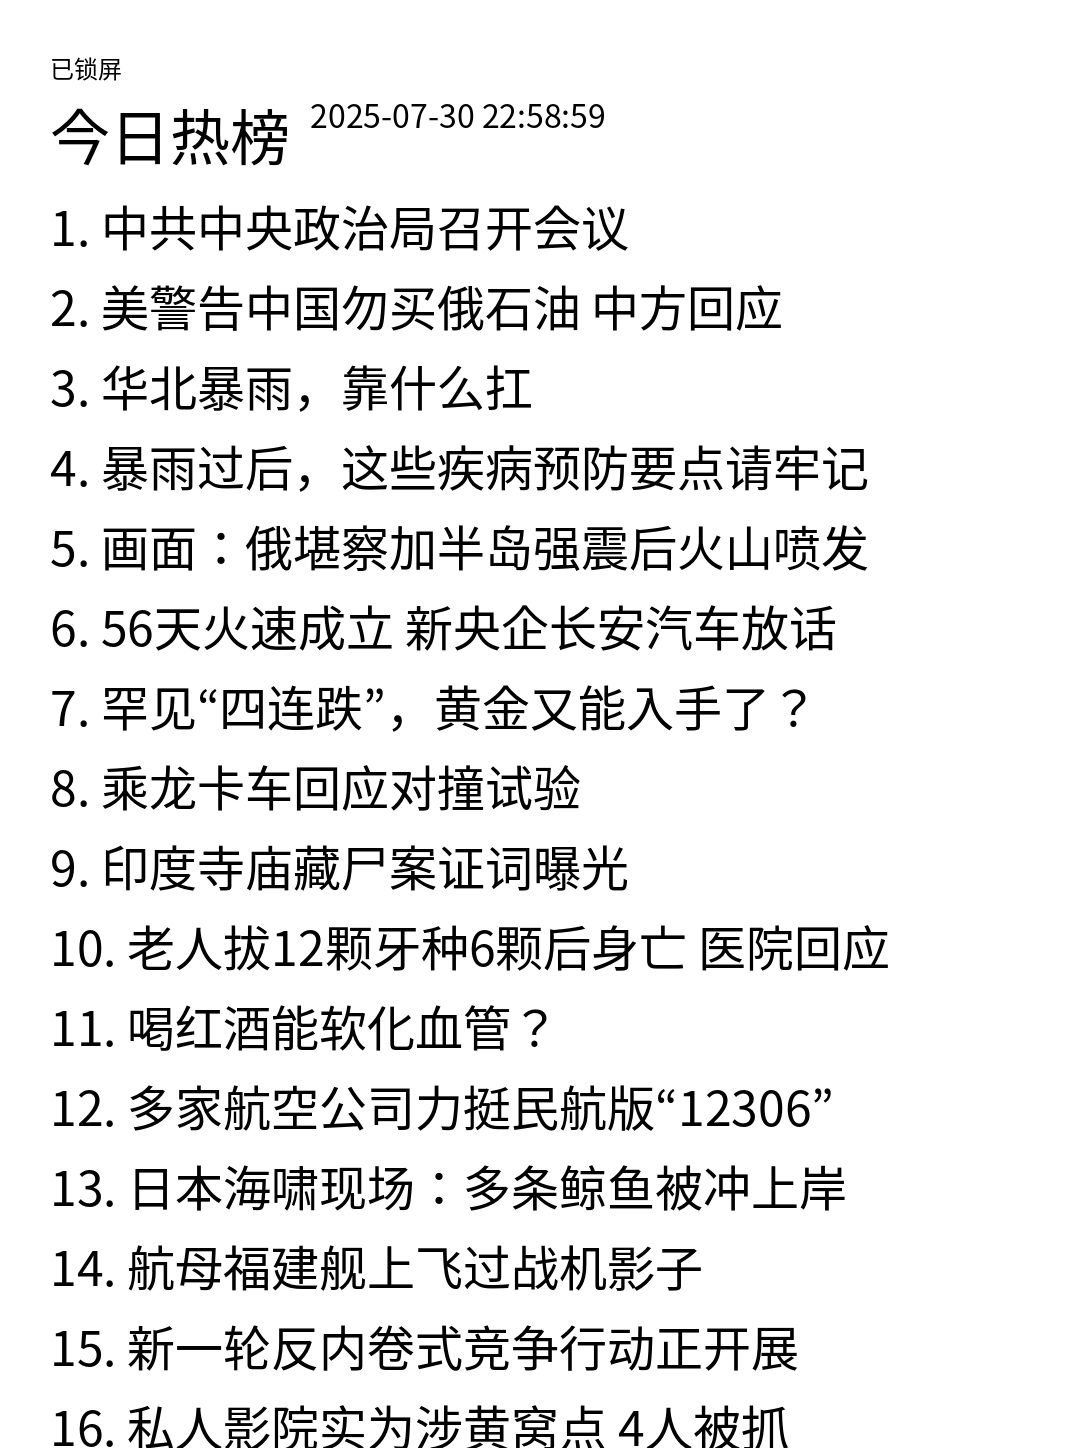 已锁屏
今日热榜 2025-07-30 22:58:59
1. 中共中央政治局召开会议
2. 美警告中国勿买俄石油 中方回应
3. 华北暴雨，靠什么扛
4. 暴雨过后，这些疾病预防要点请牢记
5. 画面：俄堪察加半岛强震后火山喷发
6. 56天火速成立 新央企长安汽车放话
7. 罕见“四连跌”，黄金又能入手了？
8. 乘龙卡车回应对撞试验
9. 印度寺庙藏尸案证词曝光
10. 老人拔12颗牙种6颗后身亡 医院回应
11. 喝红酒能软化血管？
12. 多家航空公司力挺民航版“12306”
13. 日本海啸现场：多条鲸鱼被冲上岸
14. 航母福建舰上飞过战机影子
15. 新一轮反内卷式竞争行动正开展
16. 私人影院实为涉黄窝点 4人被抓